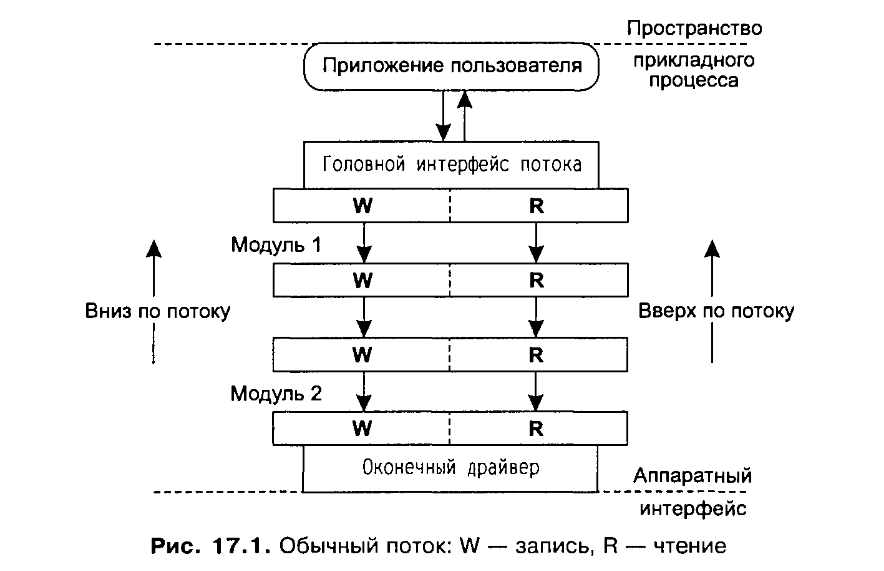 Пространство
прикладного
процесса
Приложение пользователя
Головной интерфейс потока
W R
Модуль 1
W R
Вниз по потоку
Вверх по потоку
W R
Модуль 2
W R
Оконечный драйвер
Аппаратный
интерфейс
Рис. 17.1. Обычный поток: W — запись, R — чтение